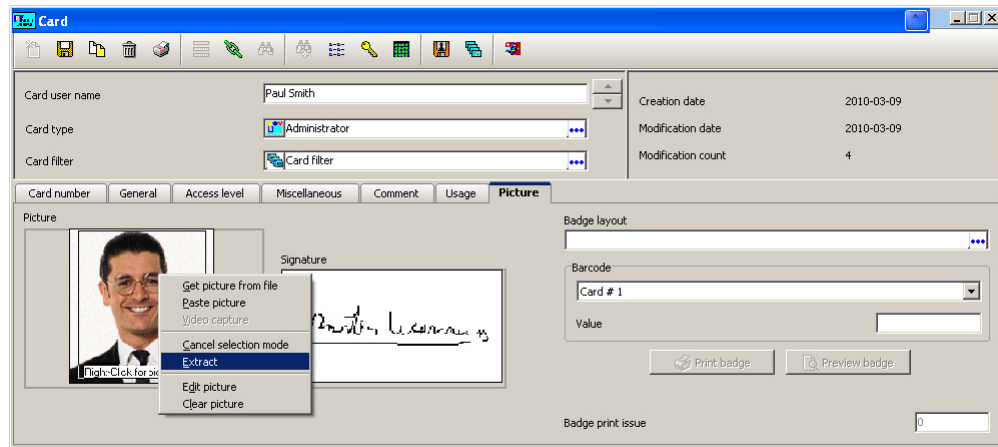 Card
Card user name
Paul Smith
Creation date
2010-03-09
Card type
Administrator
Modification date
2010-03-09
Card filter
Card filter
Modification count
4
Card number
General
Access level
Miscellaneous
Comment
Usage
Picture
Picture
Signature
Get picture from file
Paste picture
Video capture
Cancel selection mode
Extract
Edit picture
Clear picture
Badge layout
Barcode
Card # 1
Value
Print badge
Preview badge
Badge print issue
0